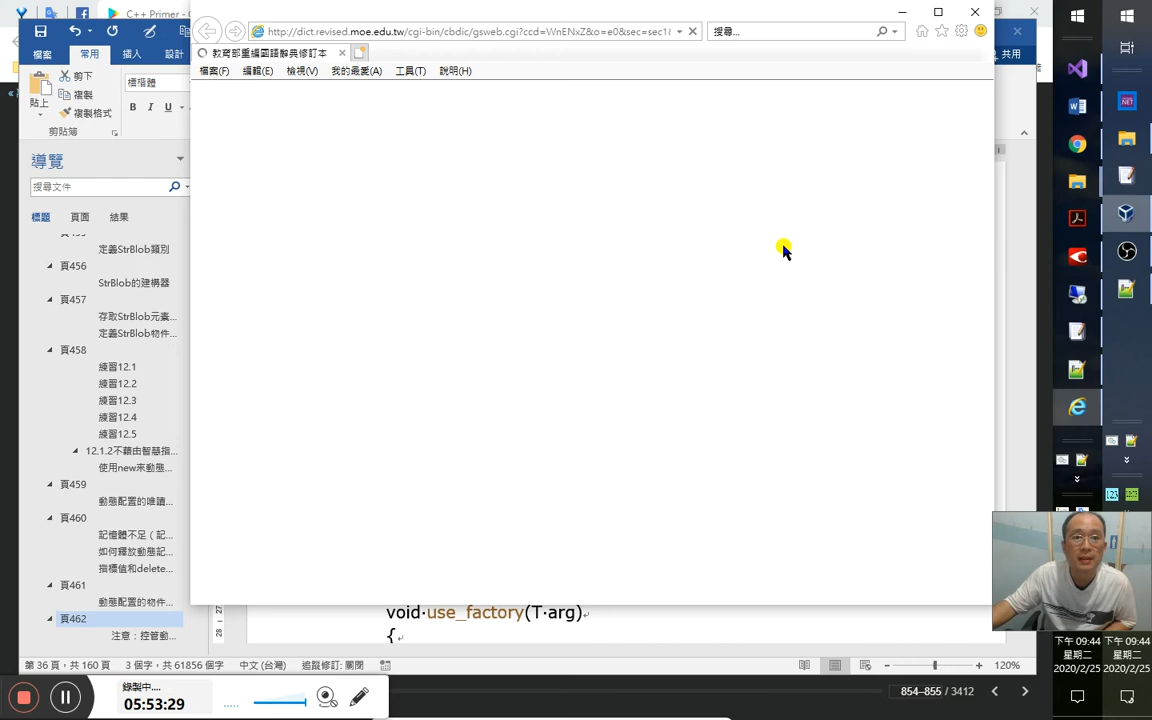 C++ Primer - G
檔案
常用
插入
設計
共用
http://dict.revised.moe.edu.tw/cgi-bin/cbdic/gsweb.cgi?ccd=WnENxZ&o=e0&sec=sec1
搜尋...
教育部重編國語辭典修訂本
檔案(F) 編輯(E) 檢視(V) 我的最愛(A) 工具(T) 說明(H)
貼上
剪下
複製
複製格式
剪貼簿
標楷體
B I U
導覽
搜尋文件
標題 頁面 結果
定義StrBlob類別
頁456
StrBlob的建構器
頁457
存取StrBlob元素...
定義StrBlob物件...
頁458
練習12.1
練習12.2
練習12.3
練習12.4
練習12.5
12.1.2不藉由智慧指...
使用new來動態...
頁459
動態配置的唯讀...
頁460
記憶體不足（記...
如何釋放動態記...
指標值和delete...
頁461
動態配置的物件...
頁462
注意：控管動...
void·use_factory(T·arg)
{
27
28
第 36 頁，共 160 頁 3 個字，共 61856 個字 中文 (台灣) 追蹤修訂: 關閉
120%
錄製中....
05:53:29
854–855 / 3412
.NET
123
下午 09:44
星期二
2020/2/25
下午 09:44
星期二
2020/2/25